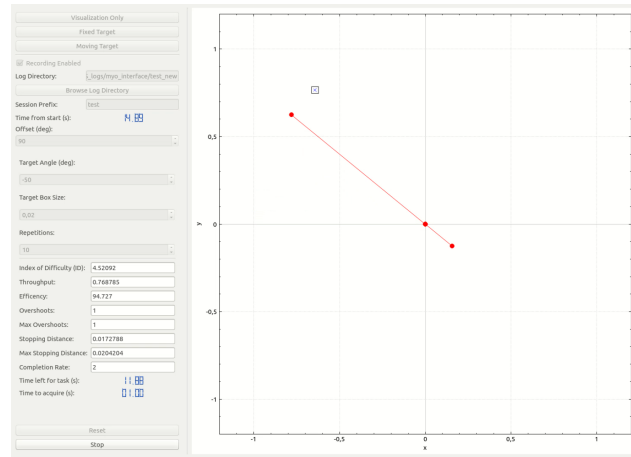 Visualization Only
Fixed Target
Moving Target
Recording Enabled
Log Directory: i_logs/myo_interface/test_new
Browse Log Directory
Session Prefix: test
Time from start (s):
Offset (deg):
90
Target Angle (deg):
-50
Target Box Size:
0,02
Repetitions:
10
Index of Difficulty (ID): 4.52092
Throughput: 0.768785
Efficency: 94.727
Overshoots: 1
Max Overshoots: 1
Stopping Distance: 0.0172788
Max Stopping Distance: 0.0204204
Completion Rate: 2
Time left for task (s):
Time to acquire (s):
Reset
Stop
1
0,5
0
-0,5
-1
y
-1
-0,5
0
0,5
1
x